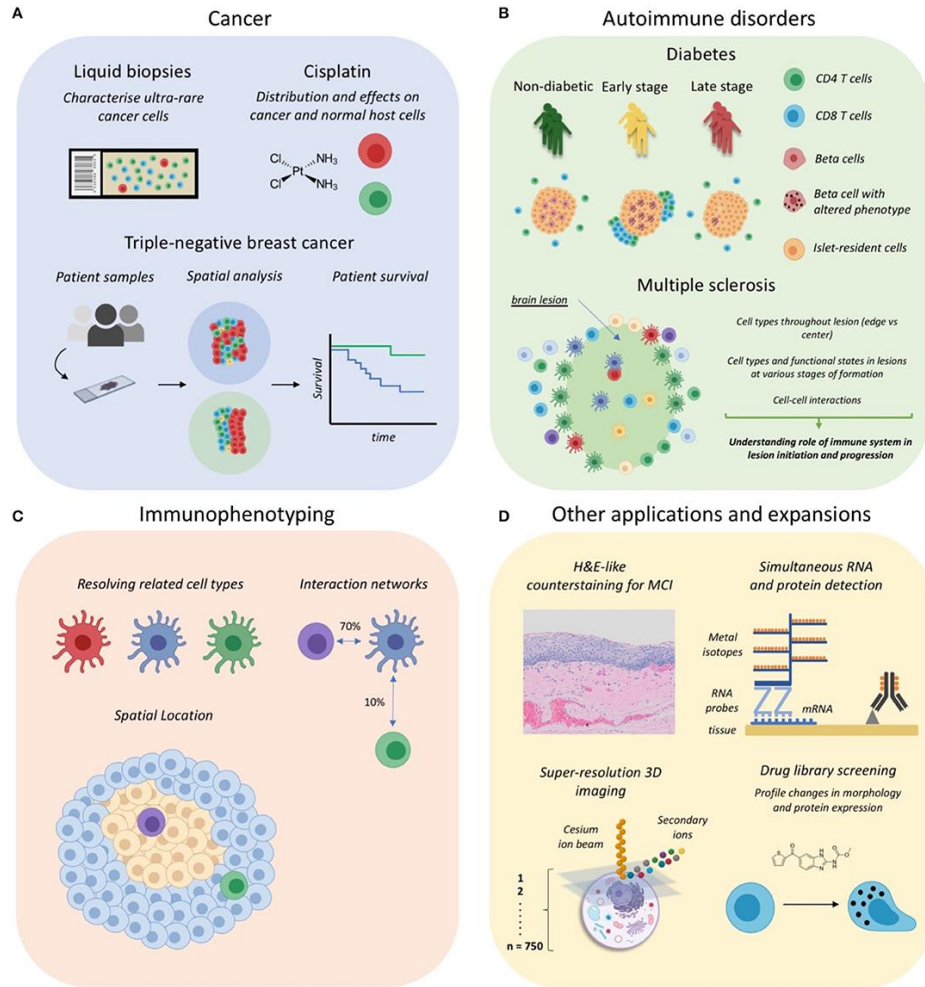 A
Cancer
Liquid biopsies
Characterise ultra-rare
cancer cells
Cisplatin
Distribution and effects on
cancer and normal host cells
Cl
NH3
Pt
Cl
NH3
Triple-negative breast cancer
Patient samples
Spatial analysis
Patient survival
Survival
time
B
Autoimmune disorders
Diabetes
Non-diabetic
Early stage
Late stage
CD4 T cells
CD8 T cells
Beta cells
Beta cell with
altered phenotype
Islet-resident cells
Multiple sclerosis
brain lesion
Cell types throughout lesion (edge vs
center)
Cell types and functional states in lesions
at various stages of formation
Cell-cell interactions
Understanding role of immune system in
lesion initiation and progression
C
Immunophenotyping
Resolving related cell types
Interaction networks
70%
10%
Spatial Location
D
Other applications and expansions
H&E-like
counterstaining for MCI
Simultaneous RNA
and protein detection
Metal
isotopes
RNA
probes
mRNA
tissue
Super-resolution 3D
imaging
Cesium
ion beam
Secondary
ions
1
2
.
.
.
.
.
n = 750
Drug library screening
Profile changes in morphology
and protein expression
S
O
H
N
N
N
H
O
O